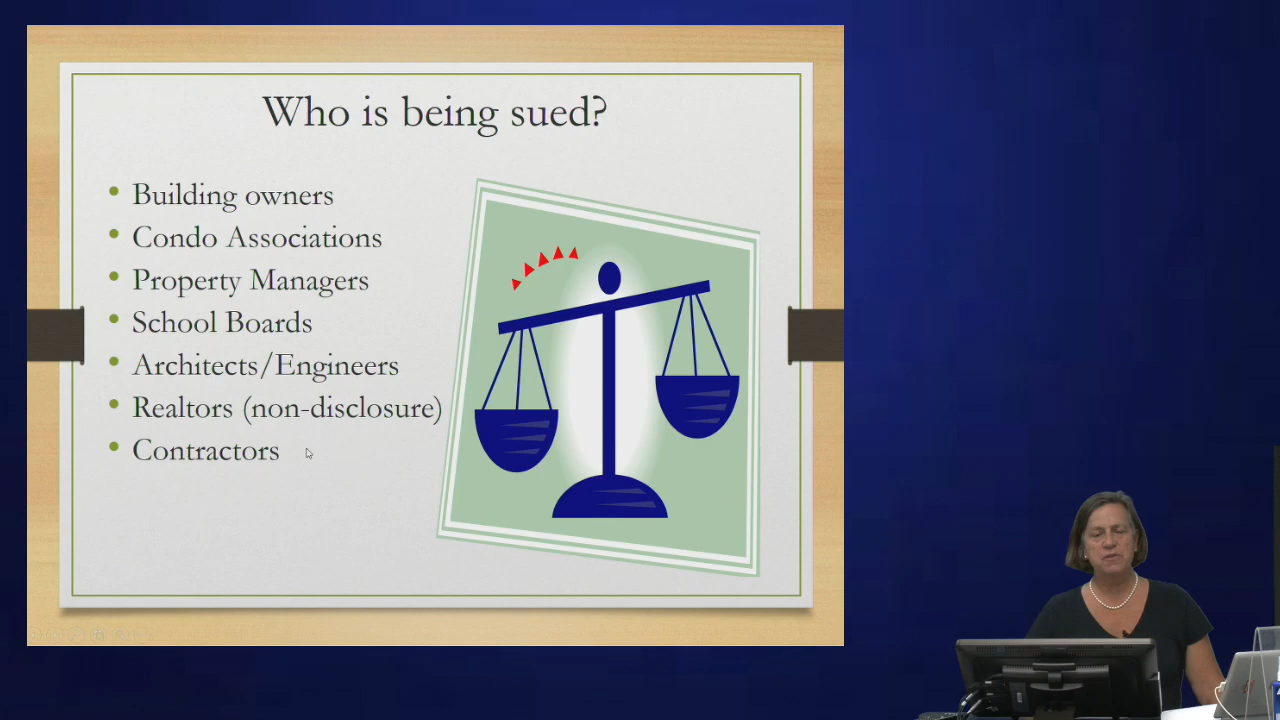 Who is being sued?
Building owners
Condo Associations
Property Managers
School Boards
Architects/Engineers
Realtors (non-disclosure)
Contractors